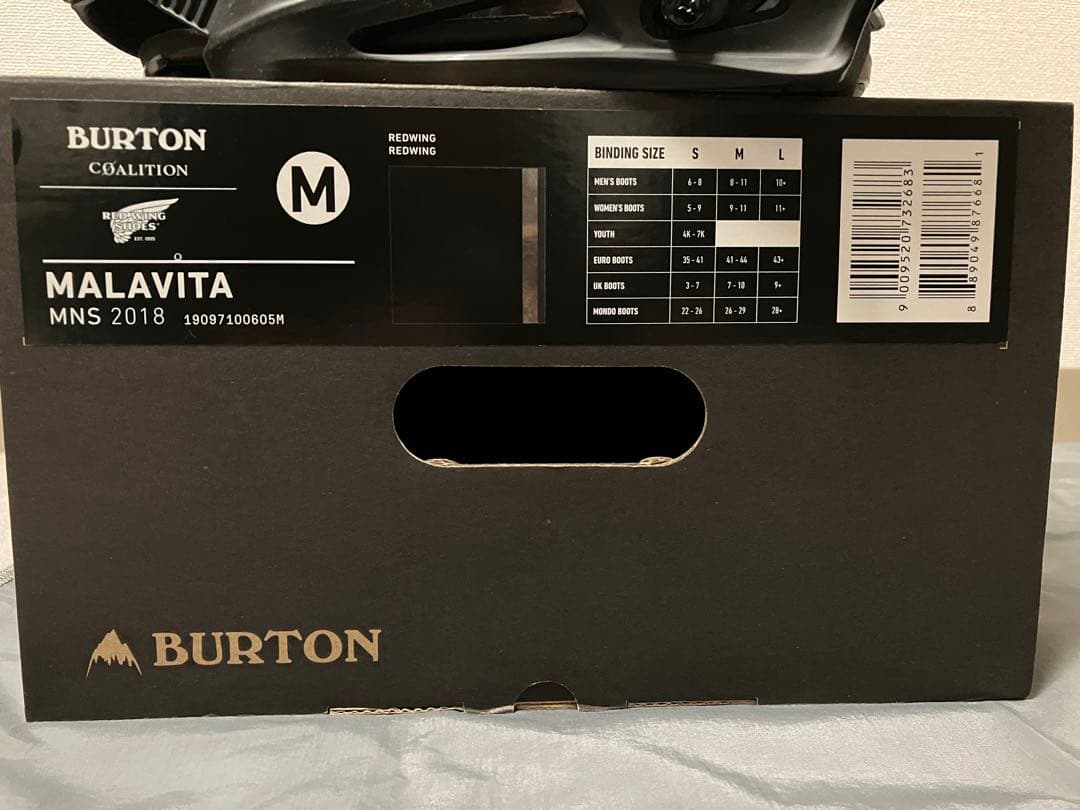 BURTON
CØALITION
RED WING
SHOES
EST. 1905
MALAVITA
MNS 2018 19097100605M
M
REDWING
REDWING
BINDING SIZE S M L
MEN'S BOOTS 6 - 8 8 - 11 10+
WOMEN'S BOOTS 5 - 9 9 - 11 11+
YOUTH 4K - 7K
EURO BOOTS 35 - 41 41 - 44 43+
UK BOOTS 3 - 7 7 - 10 9+
MONDO BOOTS 22 - 26 26 - 29 28+
9 009520 732683
8 89049 87668 1
BURTON